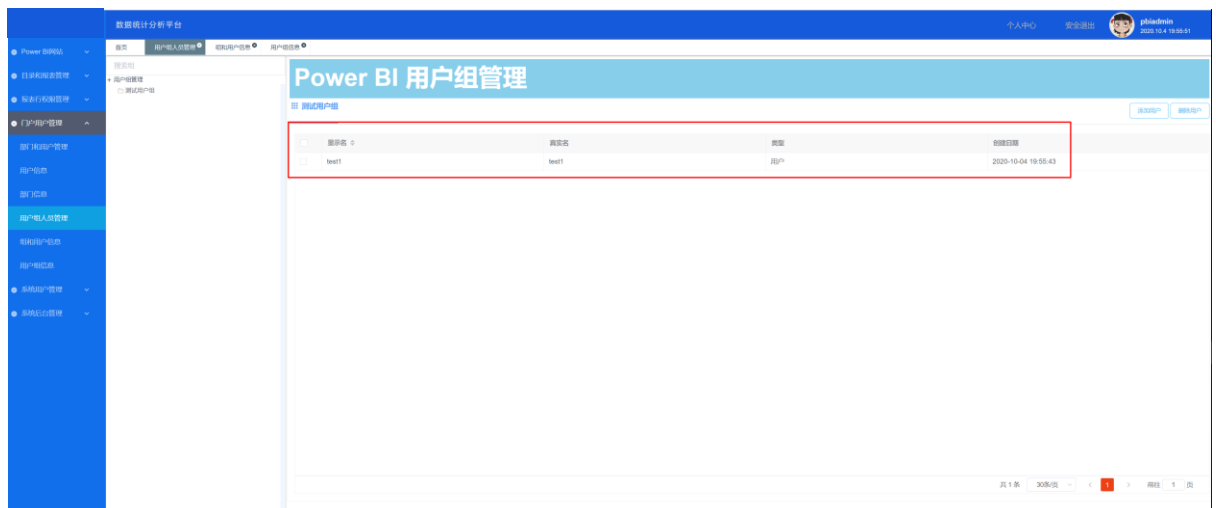 数据统计分析平台
个人中心
安全退出
pbiadmin
2020.10.4 19:55:51
Power BI网站
目录和报表管理
报表行权限管理
门户用户管理
部门和用户管理
用户信息
部门信息
用户组人员管理
组和用户信息
用户组信息
系统用户管理
系统后台管理
首页
用户组人员管理
组和用户信息
用户组信息
搜索组
用户组管理
测试用户组
Power BI 用户组管理
测试用户组
添加用户
删除用户
显示名 真实名 类型 创建日期
test1 test1 用户 2020-10-04 19:55:43
共 1 条 30条/页 1 前往 1 页